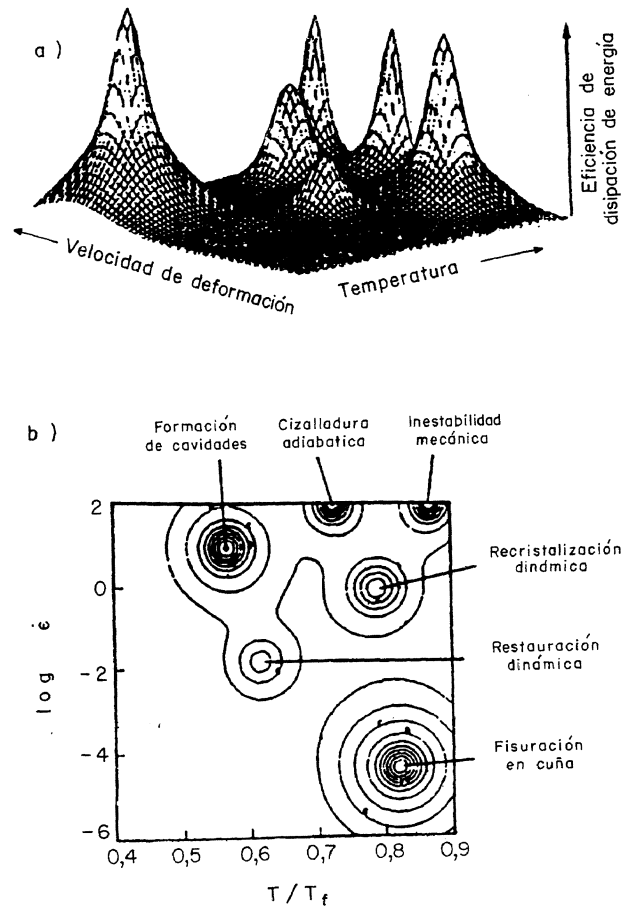 a )
Eficiencia de
disipación de energía
Velocidad de deformación
Temperatura
b )
Formación
de cavidades
Cizalladura
adiabatica
Inestabilidad
mecánica
2
0
-2
-4
-6
log ε̇
Recristalización
dinámica
Restauración
dinámica
Fisuración
en cuña
0,4 0,5 0,6 0,7 0,8 0,9
T / Tf